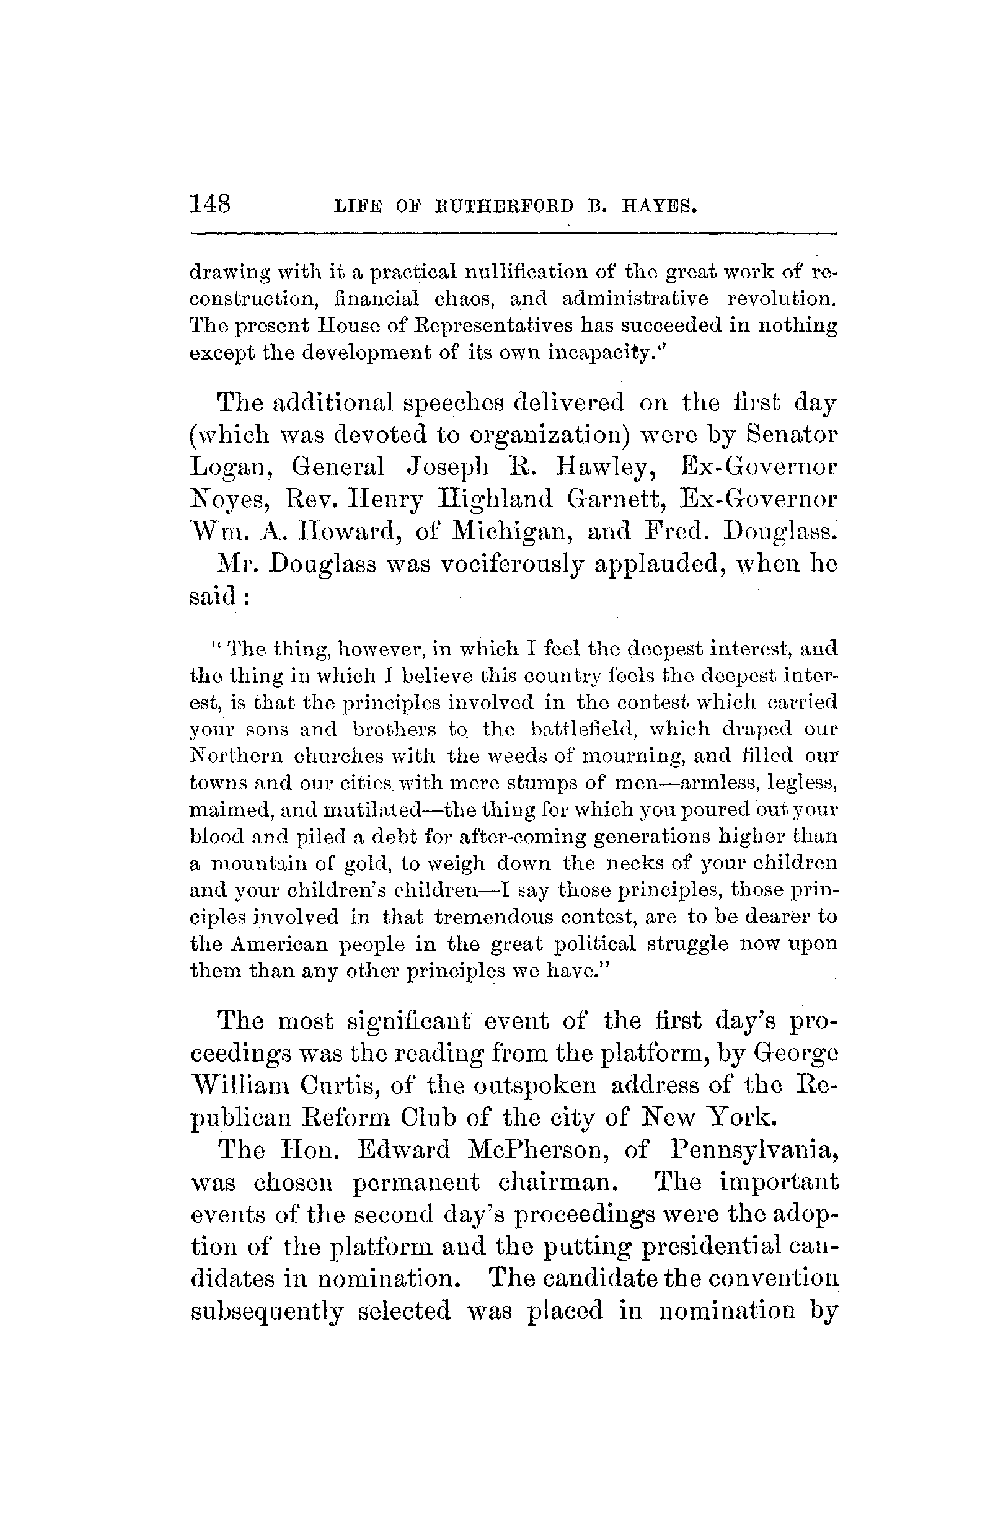 148 LIFE OF RUTHERFORD B. HAYES.
drawing with it a practical nullification of the great work of re-
construction, financial chaos, and administrative revolution.
The present House of Representatives has succeeded in nothing
except the development of its own incapacity."
The additional speeches delivered on the first day
(which was devoted to organization) were by Senator
Logan, General Joseph R. Hawley, Ex-Governor
Noyes, Rev. Henry Highland Garnett, Ex-Governor
Wm. A. Howard, of Michigan, and Fred. Douglass.
Mr. Douglass was vociferously applauded, when he
said :
"The thing, however, in which I feel the deepest interest, and
the thing in which I believe this country feels the deepest inter-
est, is that the principles involved in the contest which carried
your sons and brothers to the battlefield, which draped our
Northern churches with the weeds of mourning, and filled our
towns and our cities with mere stumps of men—armless, legless,
maimed, and mutilated—the thing for which you poured out your
blood and piled a debt for after-coming generations higher than
a mountain of gold, to weigh down the necks of your children
and your children's children—I say those principles, those prin-
ciples involved in that tremendous contest, are to be dearer to
the American people in the great political struggle now upon
them than any other principles we have."
The most significant event of the first day's pro-
ceedings was the reading from the platform, by George
William Curtis, of the outspoken address of the Re-
publican Reform Club of the city of New York.
The Hon. Edward McPherson, of Pennsylvania,
was chosen permanent chairman. The important
events of the second day's proceedings were the adop-
tion of the platform and the putting presidential can-
didates in nomination. The candidate the convention
subsequently selected was placed in nomination by